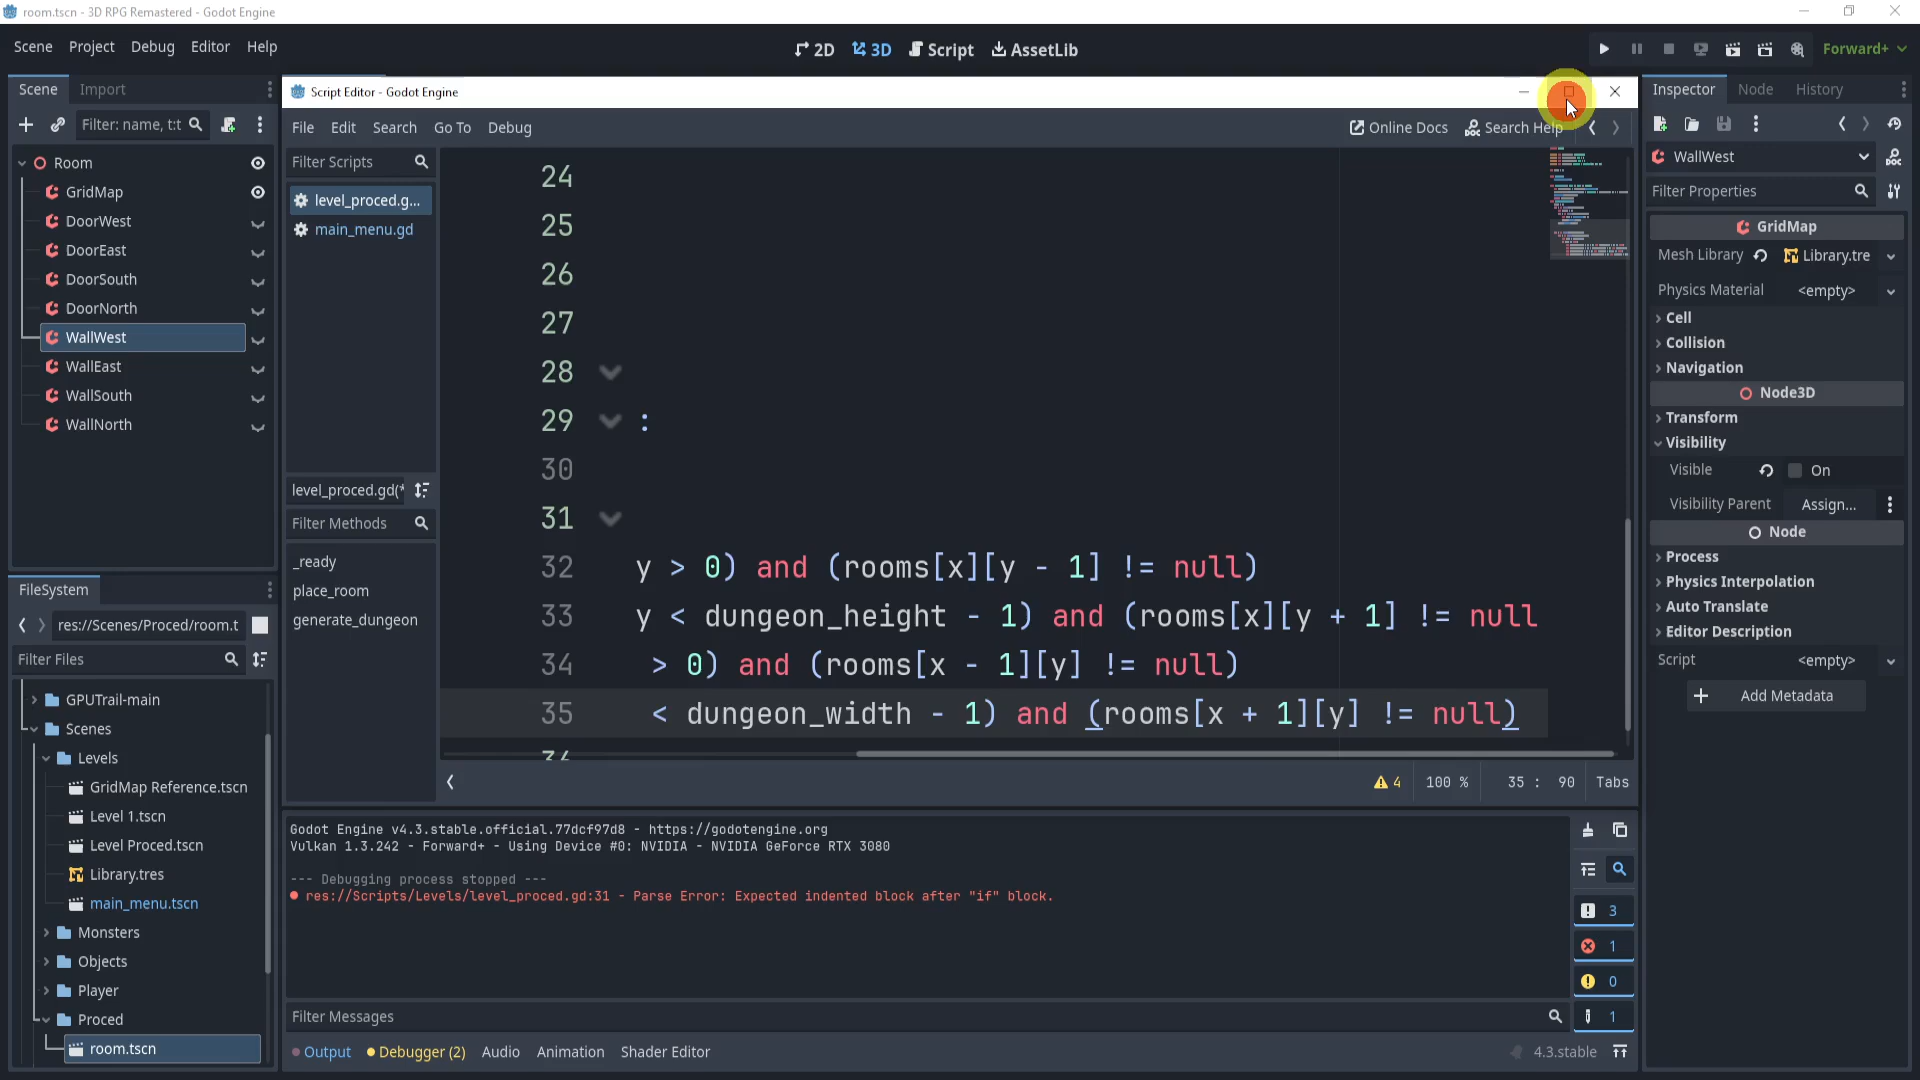 room.tscn - 3D RPG Remastered - Godot Engine
Scene Project Debug Editor Help
2D 3D Script AssetLib
Forward+
Scene Import
Filter: name, t:t
Room
GridMap
DoorWest
DoorEast
DoorSouth
DoorNorth
WallWest
WallEast
WallSouth
WallNorth
FileSystem
res://Scenes/Proced/room.t
Filter Files
GPUTrail-main
Scenes
Levels
GridMap Reference.tscn
Level 1.tscn
Level Proced.tscn
Library.tres
main_menu.tscn
Monsters
Objects
Player
Proced
room.tscn
Script Editor - Godot Engine
File Edit Search Go To Debug
Online Docs Search Help
Filter Scripts
level_proced.g...
main_menu.gd
level_proced.gd(*
Filter Methods
_ready
place_room
generate_dungeon
24
25
26
27
28
29 :
30
31
32 y > 0) and (rooms[x][y - 1] != null)
33 y < dungeon_height - 1) and (rooms[x][y + 1] != null
34 > 0) and (rooms[x - 1][y] != null)
35 < dungeon_width - 1) and (rooms[x + 1][y] != null)
36
4 100 % 35 : 90 Tabs
Godot Engine v4.3.stable.official.77dcf97d8 - https://godotengine.org
Vulkan 1.3.242 - Forward+ - Using Device #0: NVIDIA - NVIDIA GeForce RTX 3080
--- Debugging process stopped ---
res://Scripts/Levels/level_proced.gd:31 - Parse Error: Expected indented block after "if" block.
3
1
0
1
Filter Messages
Output Debugger (2) Audio Animation Shader Editor
4.3.stable
Inspector Node History
WallWest
Filter Properties
GridMap
Mesh Library Library.tre
Physics Material <empty>
Cell
Collision
Navigation
Node3D
Transform
Visibility
Visible On
Visibility Parent Assign...
Node
Process
Physics Interpolation
Auto Translate
Editor Description
Script <empty>
Add Metadata